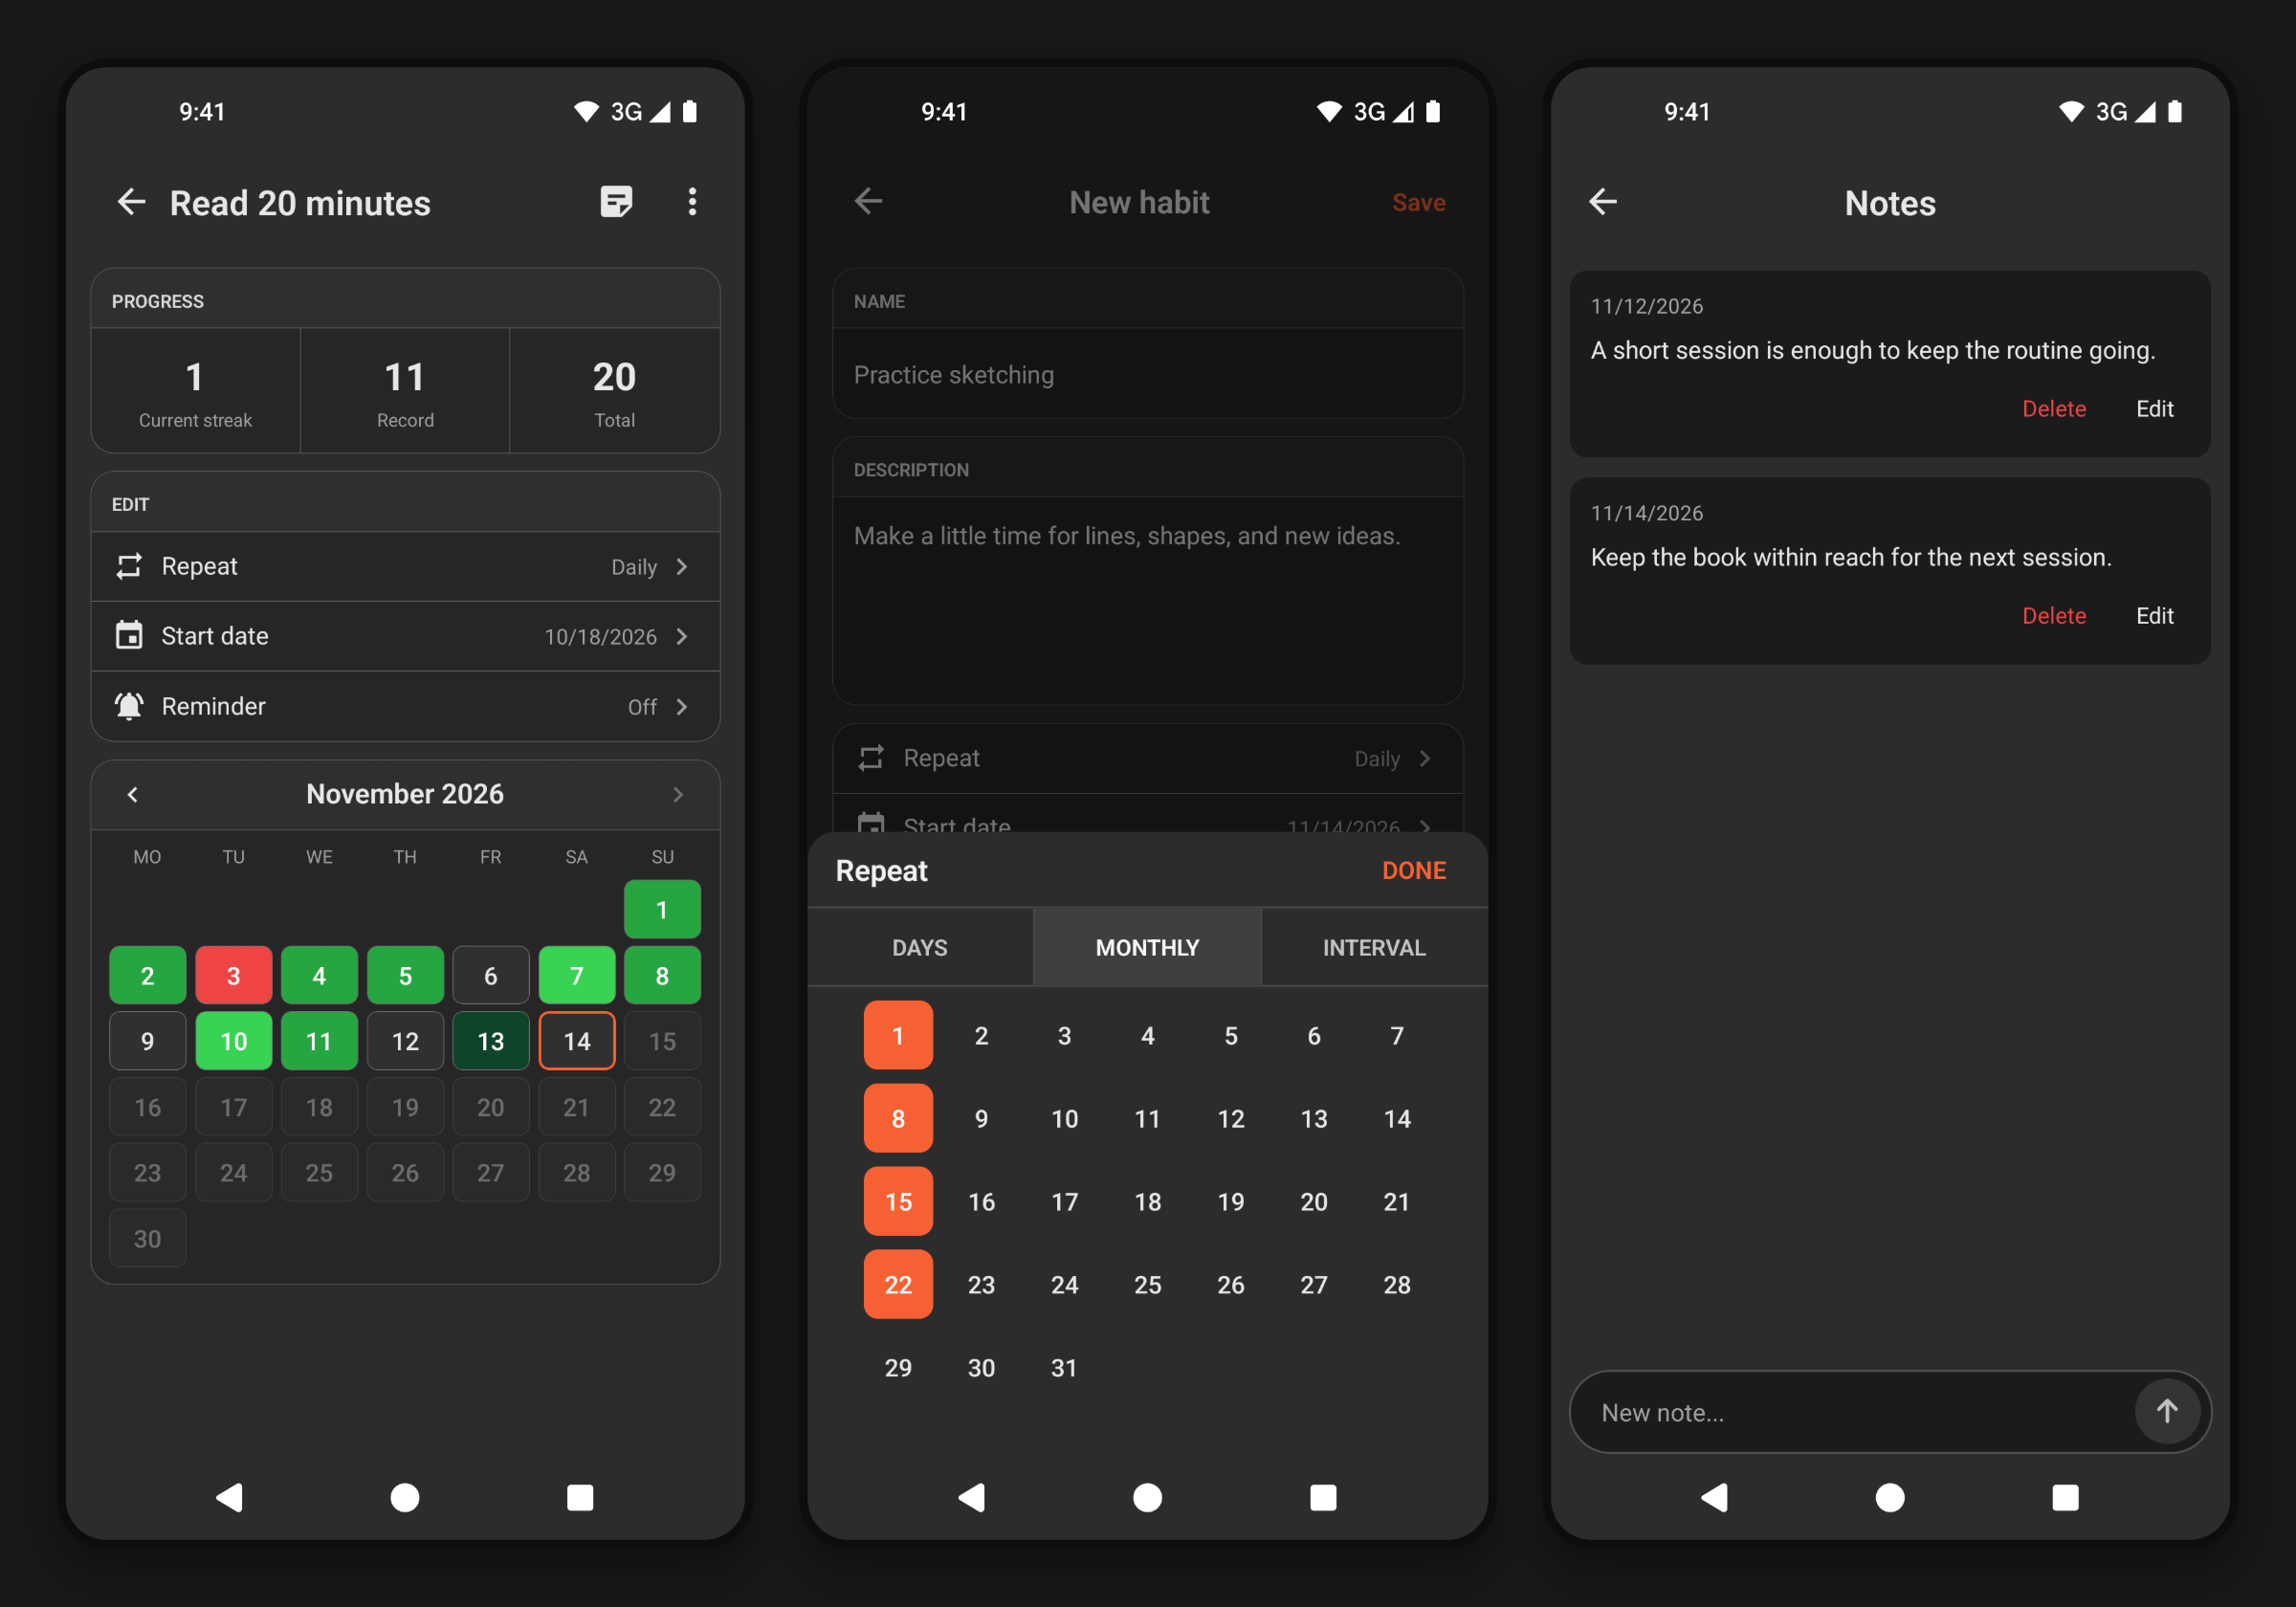 9:41 3G
Read 20 minutes
PROGRESS
1 11 20
Current streak Record Total
EDIT
Repeat Daily
Start date 10/18/2026
Reminder Off
November 2026
MO TU WE TH FR SA SU
1
2 3 4 5 6 7 8
9 10 11 12 13 14 15
16 17 18 19 20 21 22
23 24 25 26 27 28 29
30
9:41 3G
New habit Save
NAME
Practice sketching
DESCRIPTION
Make a little time for lines, shapes, and new ideas.
Repeat Daily
Start date 11/14/2026
Repeat DONE
DAYS MONTHLY INTERVAL
1 2 3 4 5 6 7
8 9 10 11 12 13 14
15 16 17 18 19 20 21
22 23 24 25 26 27 28
29 30 31
9:41 3G
Notes
11/12/2026
A short session is enough to keep the routine going.
Delete Edit
11/14/2026
Keep the book within reach for the next session.
Delete Edit
New note...